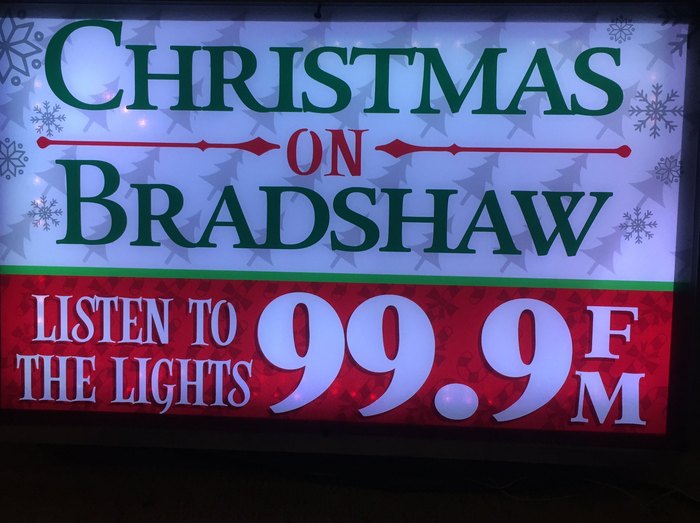 CHRISTMAS
ON
BRADSHAW
LISTEN TO
THE LIGHTS
99.9
FM